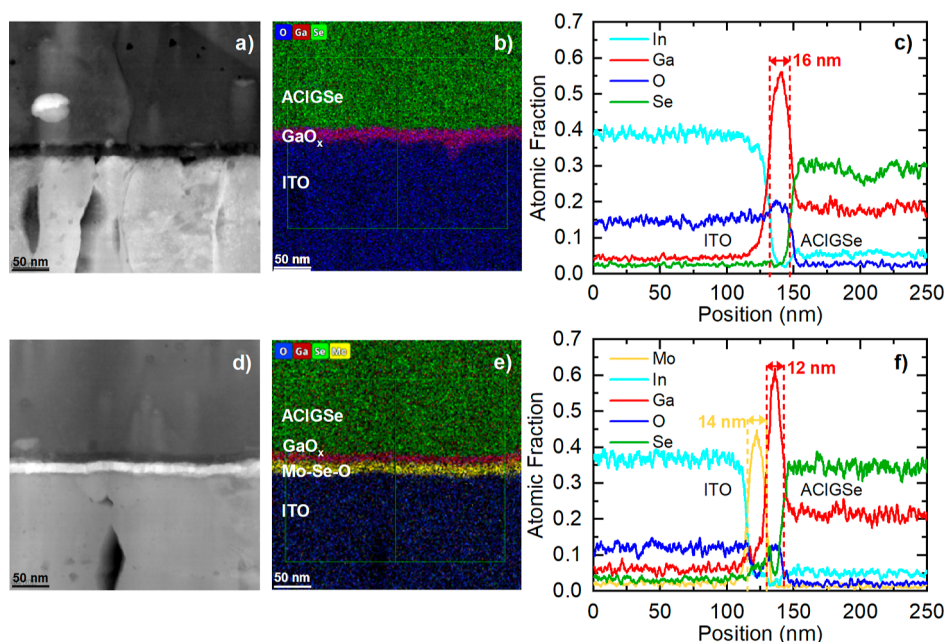 a)
50 nm
O Ga Se
b)
ACIGSe
GaOₓ
ITO
50 nm
c)
In
Ga
O
Se
16 nm
ITO
ACIGSe
Atomic Fraction
0.7
0.6
0.5
0.4
0.3
0.2
0.1
0.0
0 50 100 150 200 250
Position (nm)
d)
50 nm
O Ga Se Mo
e)
ACIGSe
GaOₓ
Mo-Se-O
ITO
50 nm
f)
Mo
In
Ga
O
Se
12 nm
14 nm
ITO
ACIGSe
Atomic Fraction
0.7
0.6
0.5
0.4
0.3
0.2
0.1
0.0
0 50 100 150 200 250
Position (nm)